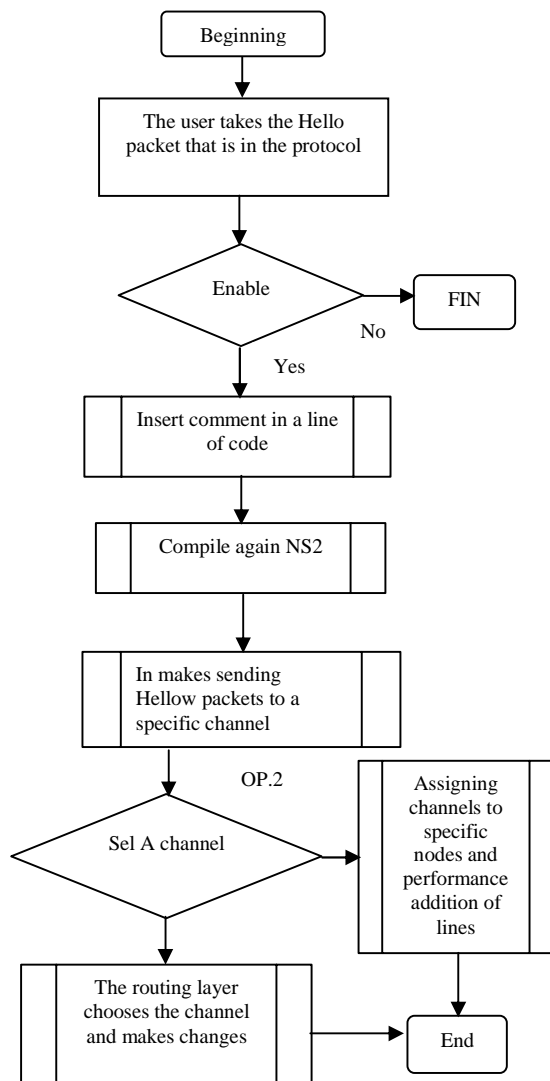 Beginning
The user takes the Hello
packet that is in the protocol
Enable
FIN
No
Yes
Insert comment in a line
of code
Compile again NS2
In makes sending
Hellow packets to a
specific channel
OP.2
Sel A channel
Assigning
channels to
specific
nodes and
performance
addition of
lines
The routing layer
chooses the channel
and makes changes
End